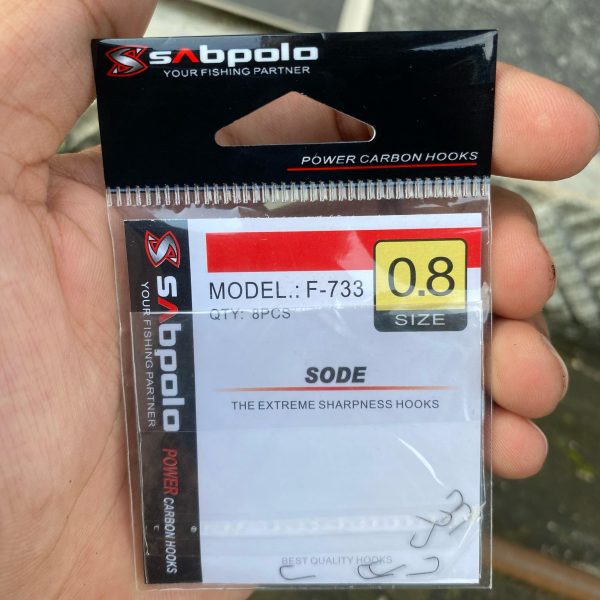 sabpolo
YOUR FISHING PARTNER
POWER CARBON HOOKS
MODEL.: F-733
QTY: 8PCS
0.8
SIZE
SODE
THE EXTREME SHARPNESS HOOKS
sabpolo
YOUR FISHING PARTNER
POWER CARBON HOOKS
BEST QUALITY HOOKS